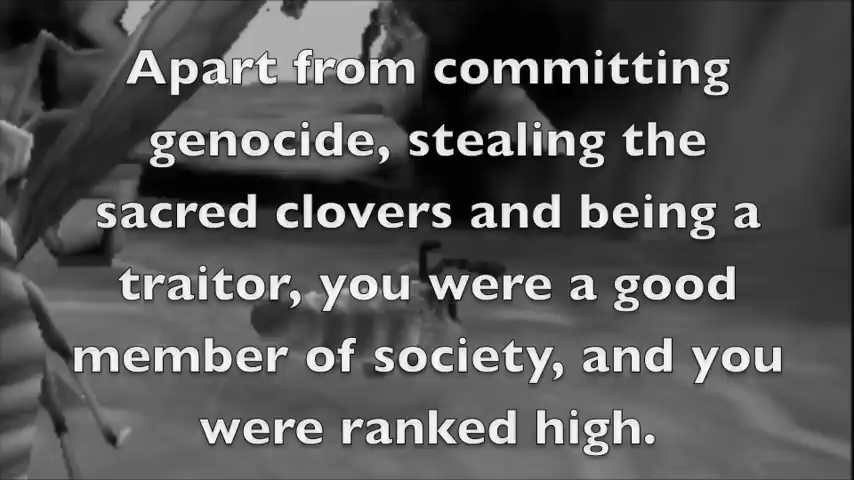 Apart from committing
genocide, stealing the
sacred clovers and being a
traitor, you were a good
member of society, and you
were ranked high.